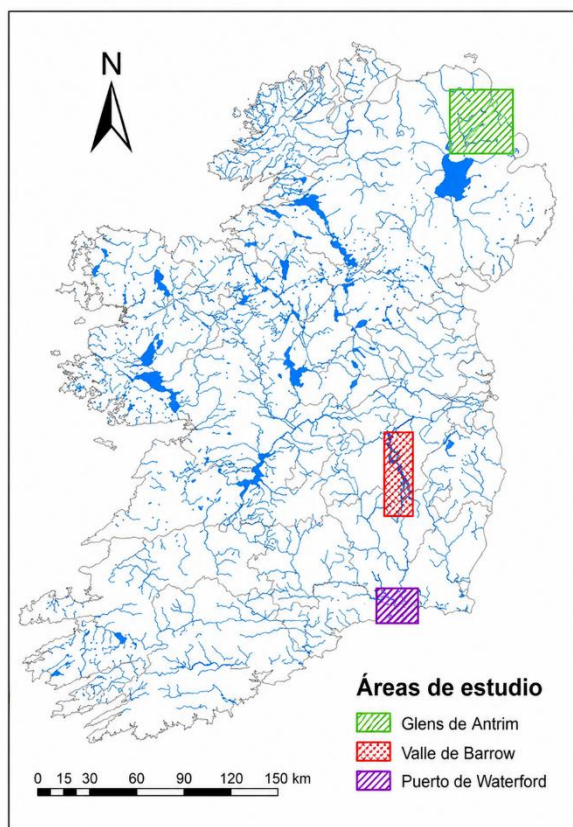 N
Áreas de estudio
Glens de Antrim
Valle de Barrow
Puerto de Waterford
0 15 30 60 90 120 150 km